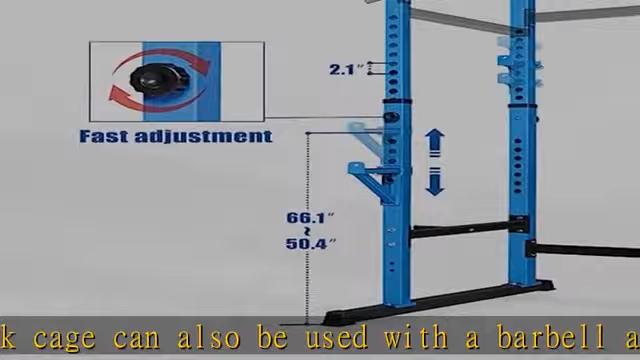 2.1"
Fast adjustment
66.1"
~
50.4"
k cage can also be used with a barbell a